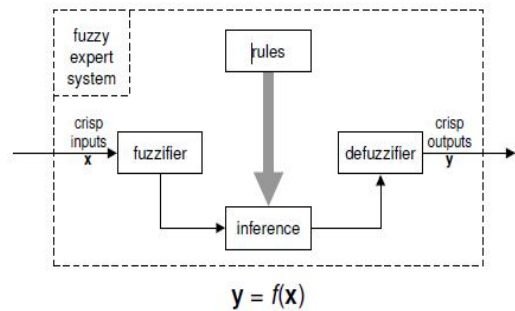 fuzzy
expert
system
rules
crisp
inputs
x
fuzzifier
defuzzifier
crisp
outputs
y
inference
y = f(x)